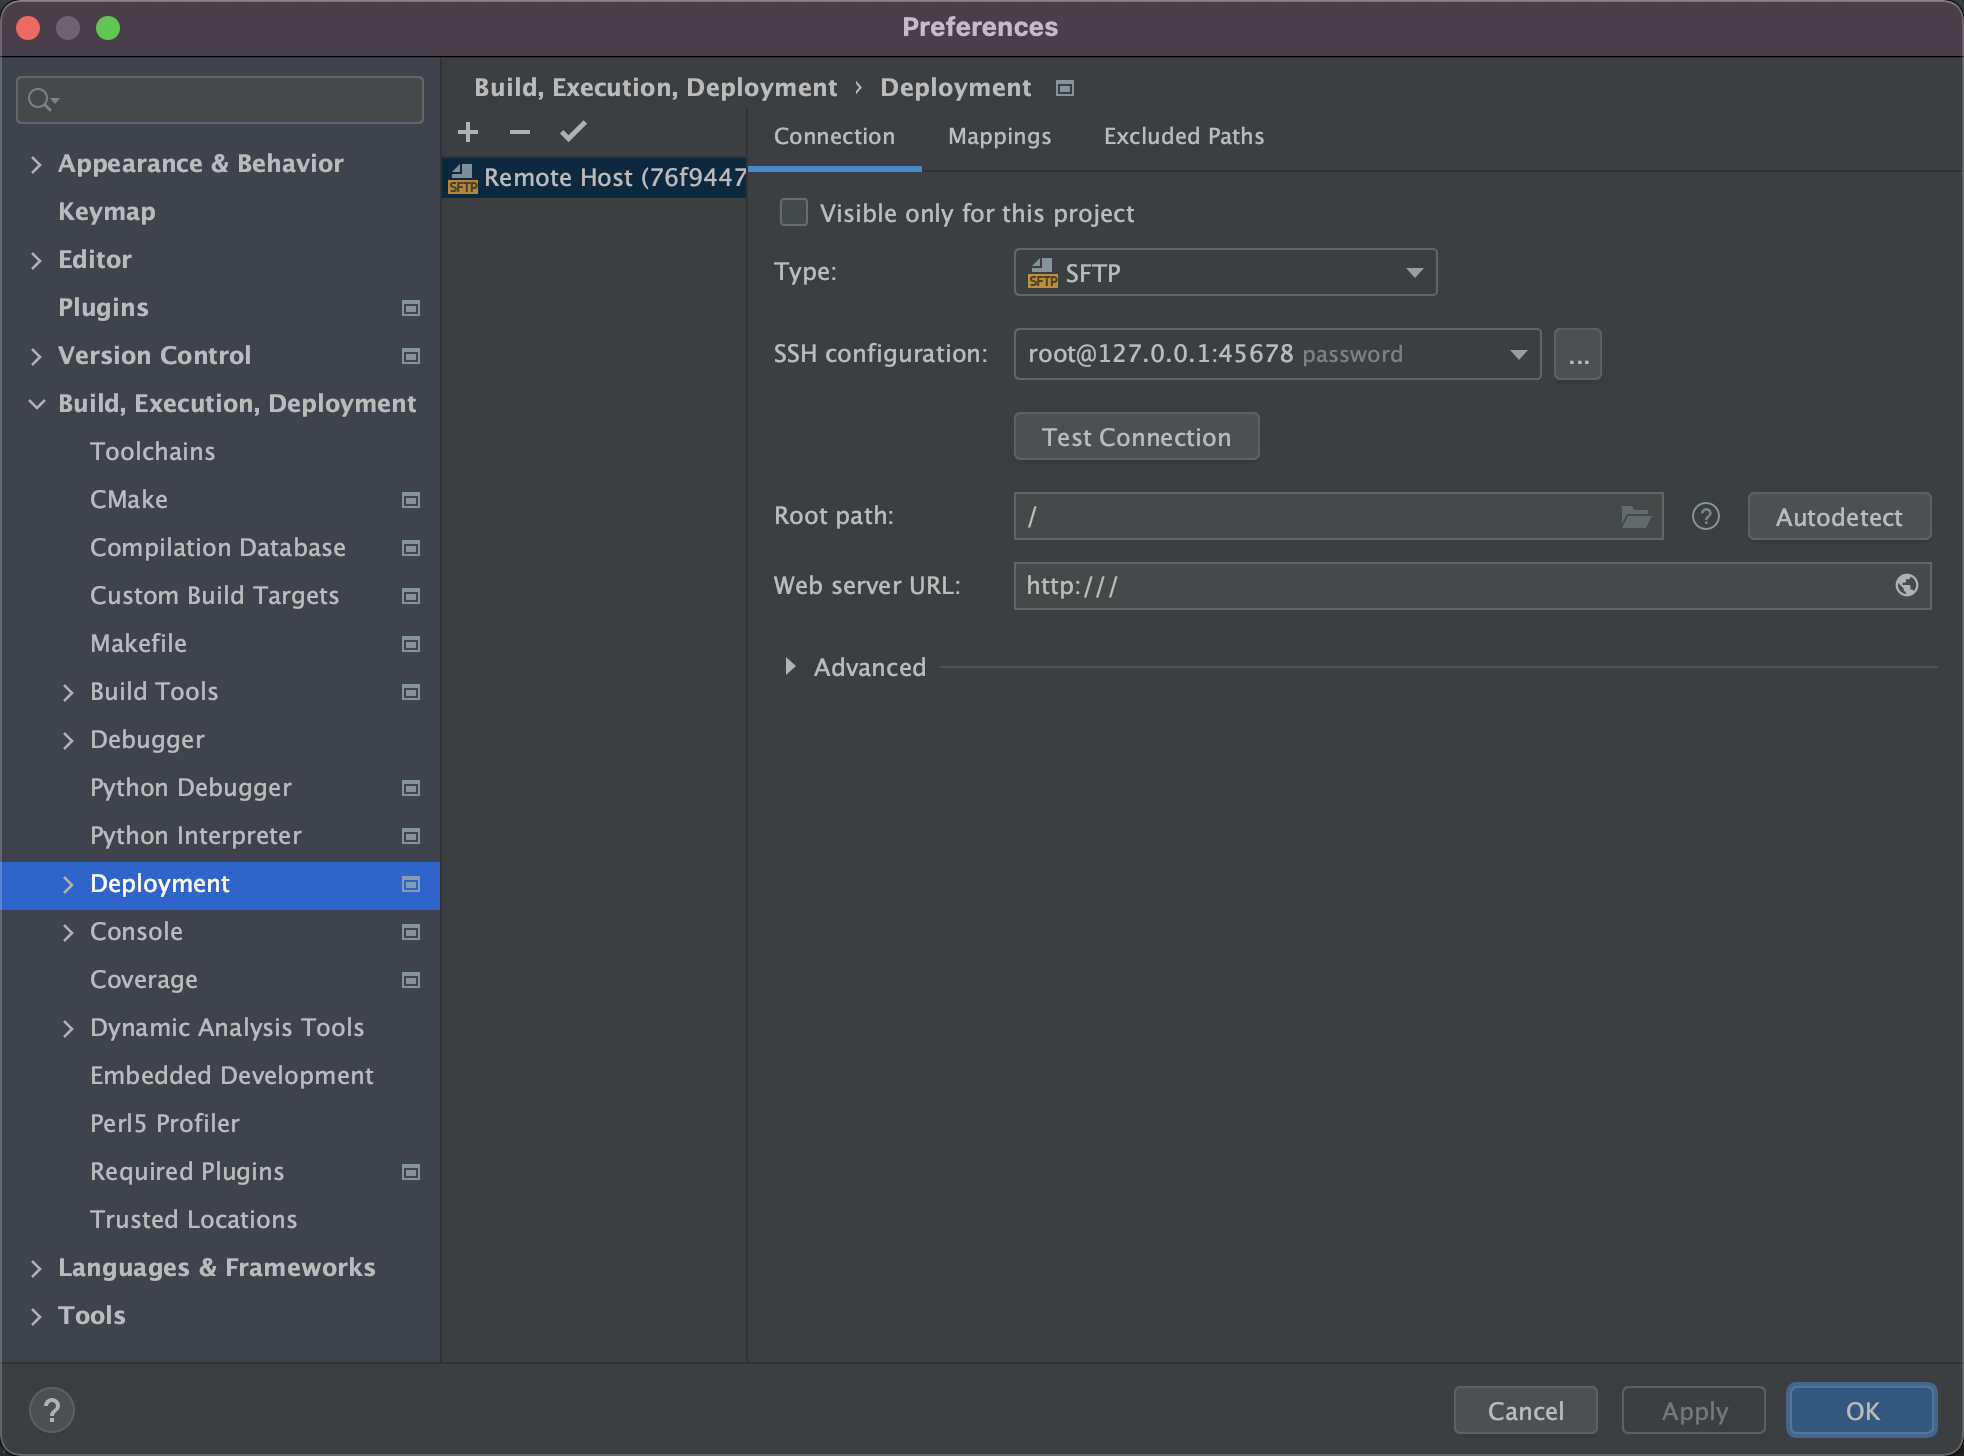 Preferences
Appearance & Behavior
Keymap
Editor
Plugins
Version Control
Build, Execution, Deployment
Toolchains
CMake
Compilation Database
Custom Build Targets
Makefile
Build Tools
Debugger
Python Debugger
Python Interpreter
Deployment
Console
Coverage
Dynamic Analysis Tools
Embedded Development
Perl5 Profiler
Required Plugins
Trusted Locations
Languages & Frameworks
Tools
Build, Execution, Deployment › Deployment
SFTP Remote Host (76f9447
Connection Mappings Excluded Paths
Visible only for this project
Type: SFTP SFTP
SSH configuration: root@127.0.0.1:45678 password ...
Test Connection
Root path: / ? Autodetect
Web server URL: http:///
Advanced
? Cancel Apply OK